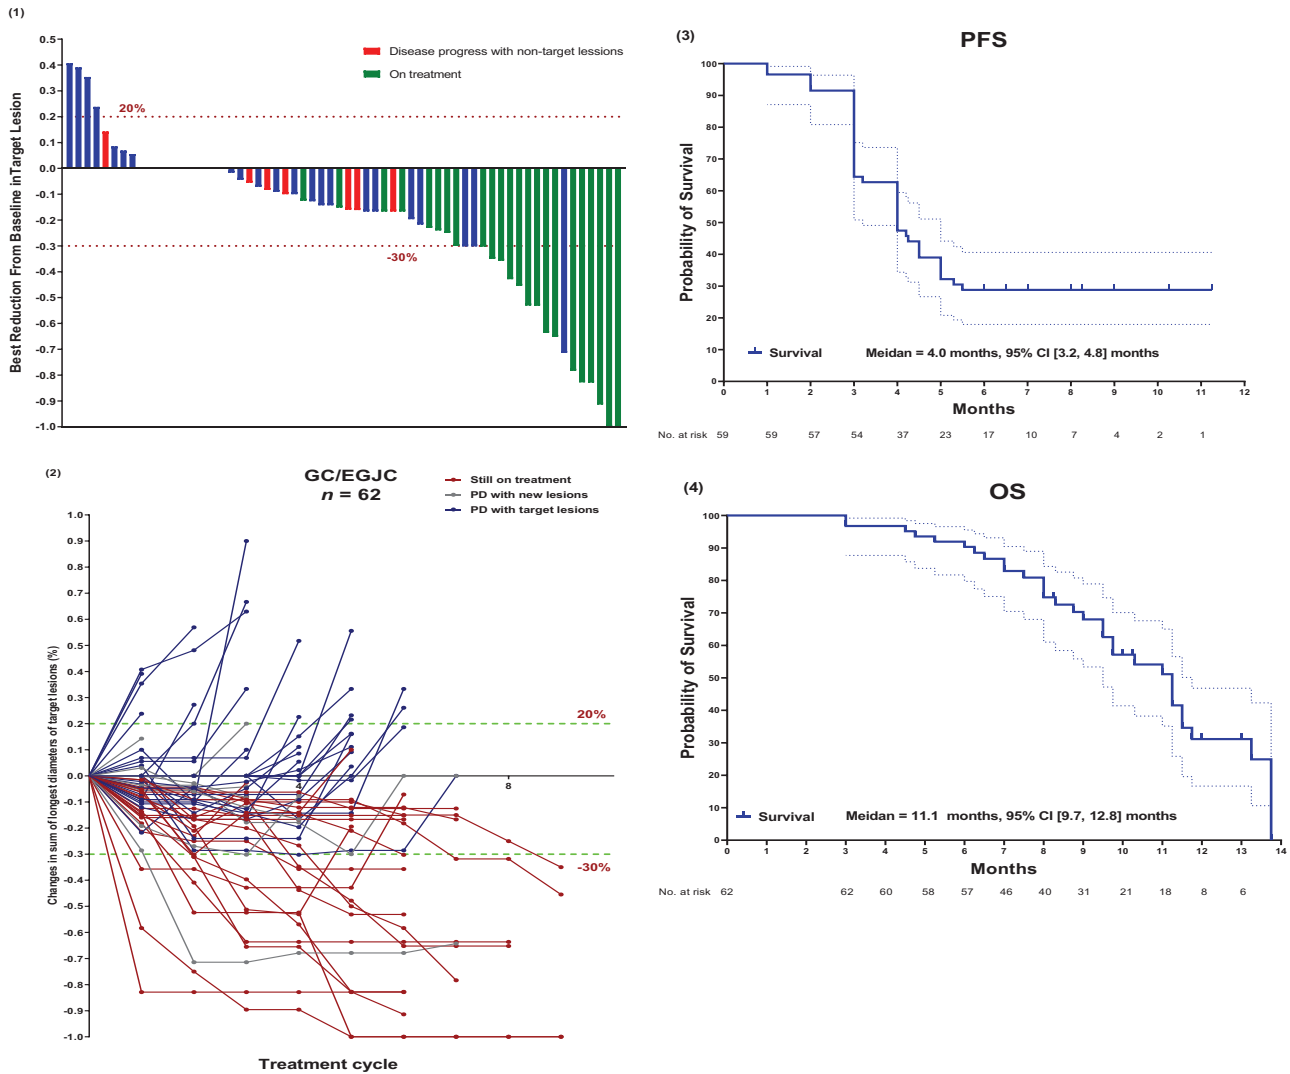 (1)
0.5
0.4
0.3
0.2
0.1
0.0
-0.1
-0.2
-0.3
-0.4
-0.5
-0.6
-0.7
-0.8
-0.9
-1.0
Best Reduction From Baseline inTarget Lesion
Disease progress with non-target lessions
On treatment
20%
-30%
(3)
PFS
100
90
80
70
60
50
40
30
20
10
0
Probability of Survival
Survival
Meidan = 4.0 months, 95% CI [3.2, 4.8] months
0 1 2 3 4 5 6 7 8 9 10 11 12
Months
No. at risk 59 59 57 54 37 23 17 10 7 4 2 1
(2)
GC/EGJC
n = 62
Still on treatment
PD with new lesions
PD with target lesions
1.0
0.9
0.8
0.7
0.6
0.5
0.4
0.3
0.2
0.1
0.0
-0.1
-0.2
-0.3
-0.4
-0.5
-0.6
-0.7
-0.8
-0.9
-1.0
Changes in sum of longest diameters of target lesions (%)
20%
4 8
-30%
Treatment cycle
(4)
OS
100
90
80
70
60
50
40
30
20
10
0
Probability of Survival
Survival
Meidan = 11.1 months, 95% CI [9.7, 12.8] months
0 1 2 3 4 5 6 7 8 9 10 11 12 13 14
Months
No. at risk 62 62 60 58 57 46 40 31 21 18 8 6